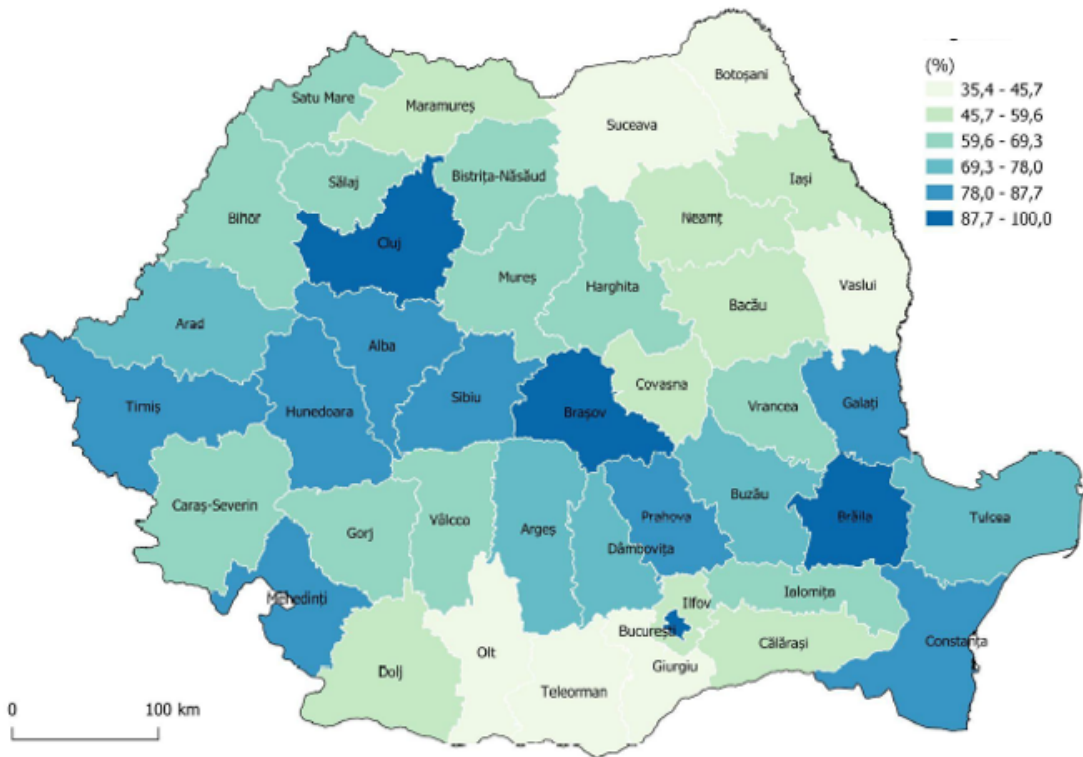 (%)
35,4 - 45,7
45,7 - 59,6
59,6 - 69,3
69,3 - 78,0
78,0 - 87,7
87,7 - 100,0
Botoșani
Satu Mare
Maramureș
Suceava
Iași
Bistrița-Năsăud
Sălaj
Bihor
Neamț
Cluj
Mureș
Harghita
Vaslui
Bacău
Arad
Alba
Covasna
Timiș
Hunedoara
Sibiu
Brașov
Vrancea
Galați
Caraș-Severin
Buzău
Vâlcco
Argeș
Prahova
Brăila
Tulcea
Gorj
Dâmbovița
Mehedinți
Ialomița
Ilfov
București
Constanța
Călărași
Olt
Giurgiu
Dolj
Teleorman
0 100 km